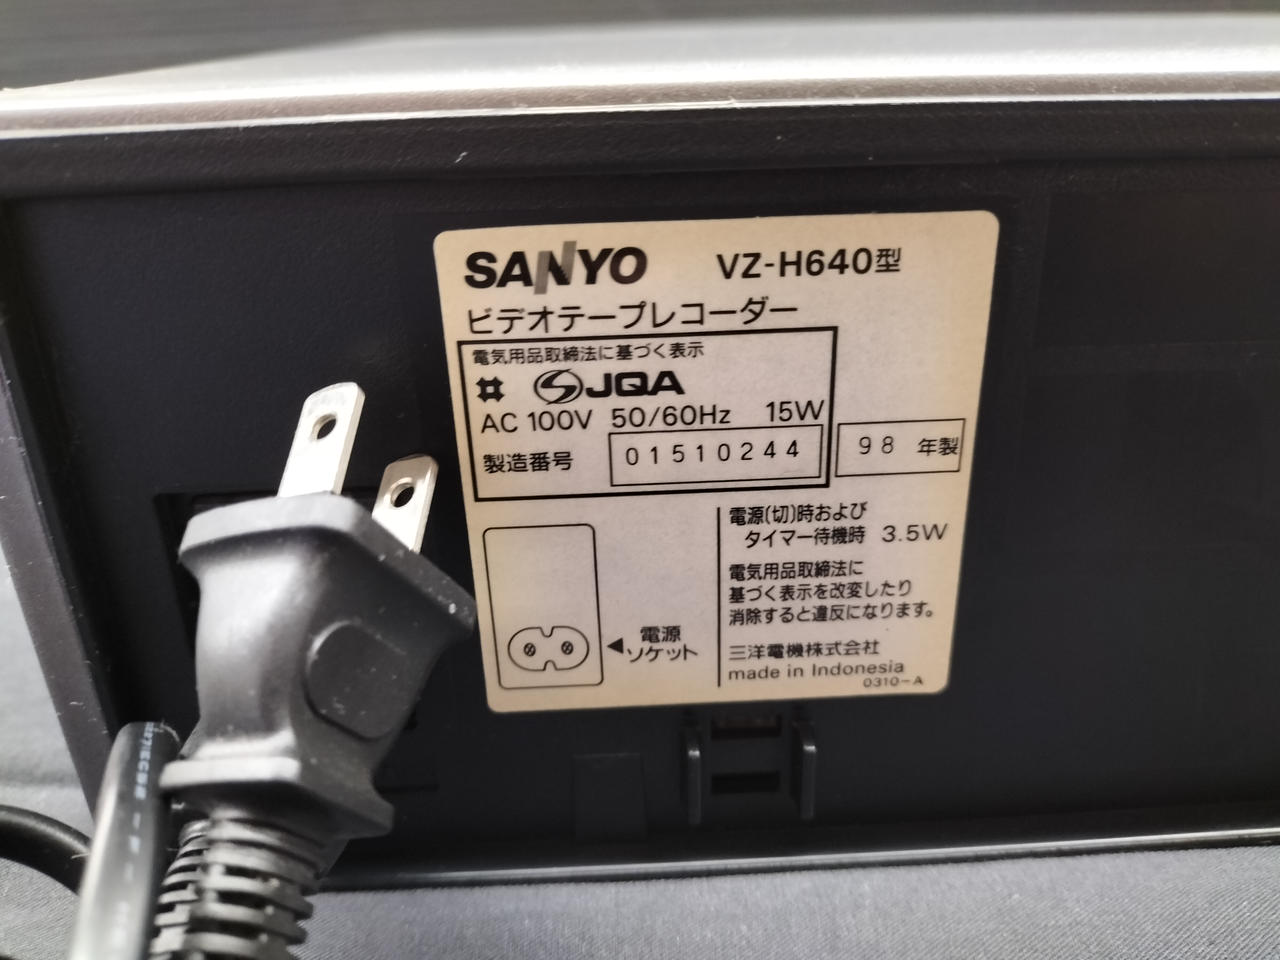 SANYO VZ-H640型
ビデオテープレコーダー
電気用品取締法に基づく表示
JQA
AC 100V 50/60Hz 15W
製造番号 01510244
98 年製
電源(切)時および
タイマー待機時 3.5W
電気用品取締法に
基づく表示を改変したり
消除すると違反になります。
電源
ソケット
三洋電機株式会社
made in Indonesia
0310-A